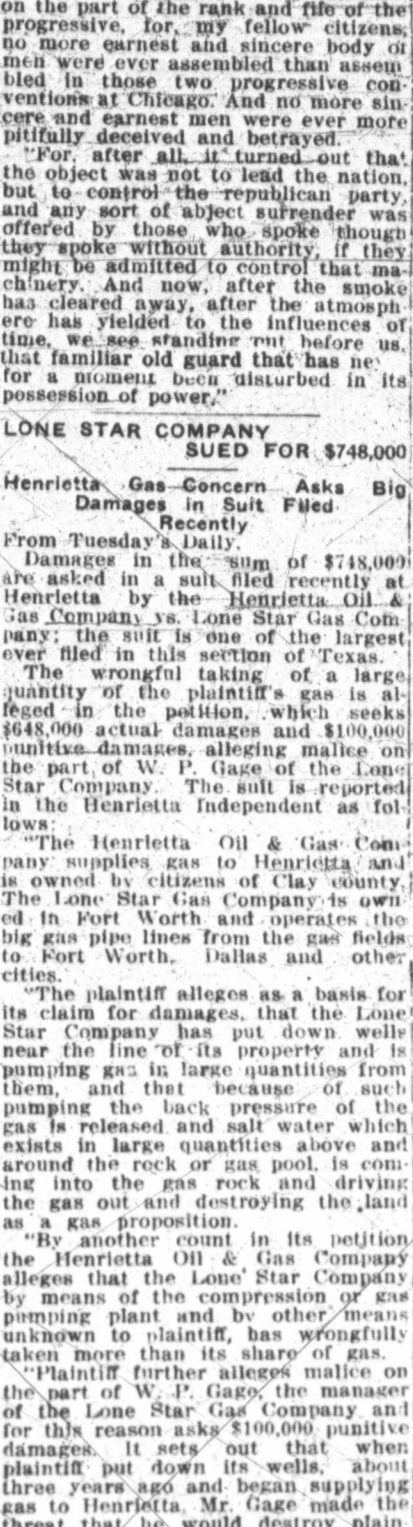 on the part of the rank and fife of the
progressive, for, my fellow citizens,
no more earnest and sincere body of
men were ever assembled than assem
bled in those two progressive con-
ventions at Chicago. And no more sin-
cere and earnest men were ever more
pitifully deceived and betrayed.
"For, after all, it turned out that
the object was not to lead the nation,
but to control the republican party,
and any sort of abject surrender was
offered by those who spoke though
they spoke without authority, if they
might be admitted to control that ma-
chinery. And now, after the smoke
has cleared away, after the atmosph
ere has yielded to the influences of
time, we see standing out before us,
that familiar old guard that has ne
for a moment been disturbed in its
possession of power."
LONE STAR COMPANY
SUED FOR $748,000
Henrietta Gas Concern Asks Big
Damages in Suit Filed
Recently
From Tuesday's Daily.
Damages in the sum of $748,000
are asked in a suit filed recently at
Henrietta by the Henrietta Oil &
Gas Company vs. Lone Star Gas Com-
pany; the suit is one of the largest
ever filed in this section of Texas.
The wrongful taking of a large
quantity of the plaintiff's gas is al-
leged in the petition, which seeks
$648,000 actual damages and $100,000
punitive damages, alleging malice on
the part of W. P. Gage of the Lone
Star Company. The suit is reported
in the Henrietta Independent as fol-
lows:
"The Henrietta Oil & Gas Com-
pany supplies gas to Henrietta and
is owned by citizens of Clay county,
The Lone Star Gas Company is own-
ed in Fort Worth and operates the
big gas pipe lines from the gas fields
to Fort Worth, Dallas and other
cities.
"The plaintiff alleges as a basis for
its claim for damages, that the Lone
Star Company has put down wells
near the line of its property and is
pumping gas in large quantities from
them, and that because of such
pumping the back pressure of the
gas is released and salt water which
exists in large quantities above and
around the rock or gas pool, is com-
ing into the gas rock and driving
the gas out and destroying the land
as a gas proposition.
"By another count in its petition
the Henrietta Oil & Gas Company
alleges that the Lone Star Company
by means of the compression or gas
pumping plant and by other means
unknown to plaintiff, has wrongfully
taken more than its share of gas.
"Plaintiff further alleges malice on
the part of W. P. Gage, the manager
of the Lone Star Gas Company and
for this reason asks $100,000 punitive
damages. It sets out that when
plaintiff put down its wells, about
three years ago and began supplying
gas to Henrietta, Mr. Gage made the
threat that he would destroy plain